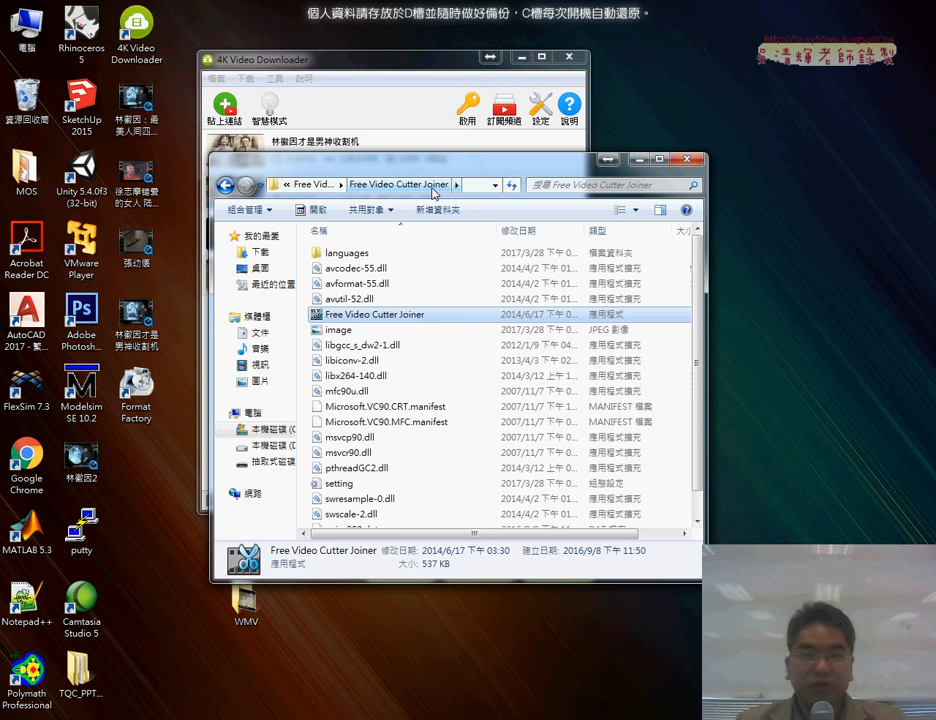 個人資料請存放於D槽並隨時做好備份，C槽每次開機自動還原。
http://terry55wu.blogspot.tw
吳清輝老師錄製
電腦
Rhinoceros
5
4K Video
Downloader
資源回收筒
SketchUp
2015
林徽因：最
美人间四...
MOS
Unity 5.4.0f3
(32-bit)
徐志摩錯愛
的女人 陆...
Acrobat
Reader DC
VMware
Player
張幼儀
AutoCAD
2017 - 繁...
Adobe
Photosh...
林徽因才是
男神收割机
FlexSim 7.3
Modelsim
SE 10.2
Format
Factory
Google
Chrome
林徽因2
MATLAB 5.3
putty
Notepad++
Camtasia
Studio 5
Polymath
Professional
TQC_PPT...
WMV
4K Video Downloader
檔案 下載 工具 說明
貼上連結 智慧模式 啟用 訂閱頻道 設定 說明
林徽因才是男神收割机
« Free Vid... Free Video Cutter Joiner
搜尋 Free Video Cutter Joiner
組合管理 開啟 共用對象 新增資料夾
我的最愛
下載
桌面
最近的位置
媒體櫃
文件
音樂
視訊
圖片
電腦
本機磁碟 (C
本機磁碟 (D
抽取式磁碟
網路
名稱 修改日期 類型 大小
languages 2017/3/28 下午 0... 檔案資料夾
avcodec-55.dll 2014/4/2 下午 01... 應用程式擴充
avformat-55.dll 2014/4/2 下午 01... 應用程式擴充
avutil-52.dll 2014/4/2 下午 01... 應用程式擴充
Free Video Cutter Joiner 2014/6/17 下午 0... 應用程式
image 2017/3/28 下午 0... JPEG 影像
libgcc_s_dw2-1.dll 2012/1/9 下午 04... 應用程式擴充
libiconv-2.dll 2013/4/3 下午 02... 應用程式擴充
libx264-140.dll 2014/3/12 上午 1... 應用程式擴充
mfc90u.dll 2007/11/7 下午 0... 應用程式擴充
Microsoft.VC90.CRT.manifest 2007/11/7 下午 1... MANIFEST 檔案
Microsoft.VC90.MFC.manifest 2007/11/7 下午 0... MANIFEST 檔案
msvcp90.dll 2007/11/7 下午 0... 應用程式擴充
msvcr90.dll 2007/11/7 下午 0... 應用程式擴充
pthreadGC2.dll 2014/3/12 下午 0... 應用程式擴充
setting 2017/3/28 下午 0... 組態設定
swresample-0.dll 2014/4/2 下午 01... 應用程式擴充
swscale-2.dll 2014/4/2 下午 01... 應用程式擴充
Free Video Cutter Joiner 修改日期: 2014/6/17 下午 03:30 建立日期: 2016/9/8 下午 11:50
應用程式 大小: 537 KB